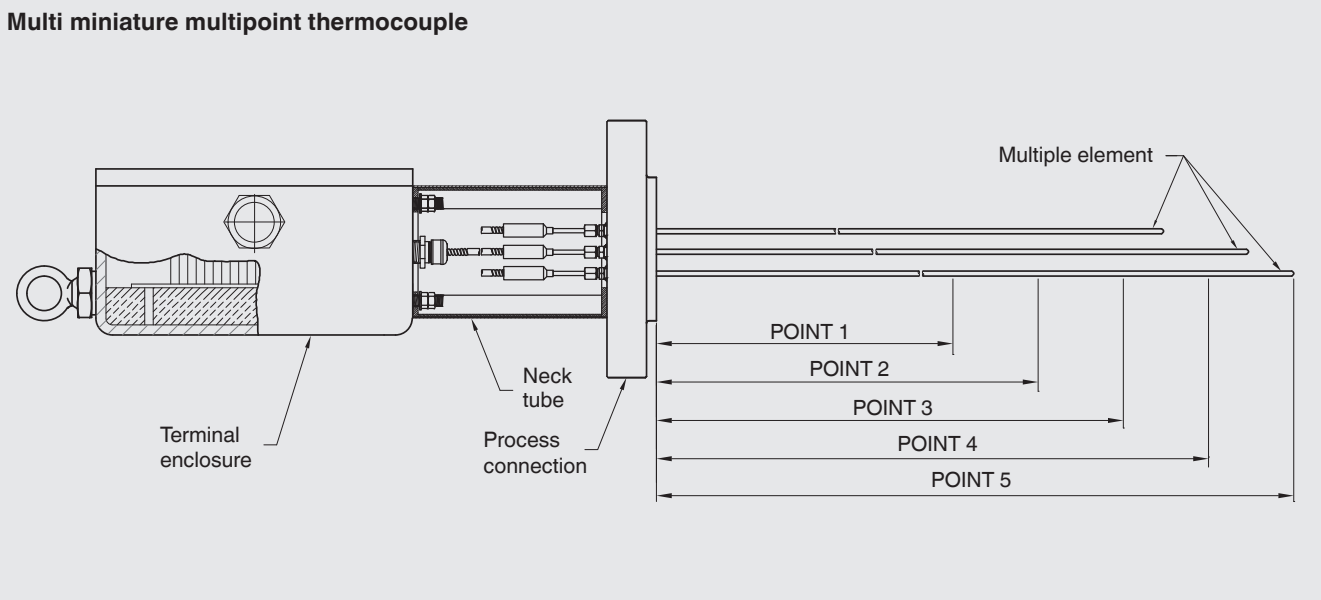 Multi miniature multipoint thermocouple
Multiple element
POINT 1
POINT 2
Neck
tube
POINT 3
Terminal
enclosure
Process
connection
POINT 4
POINT 5